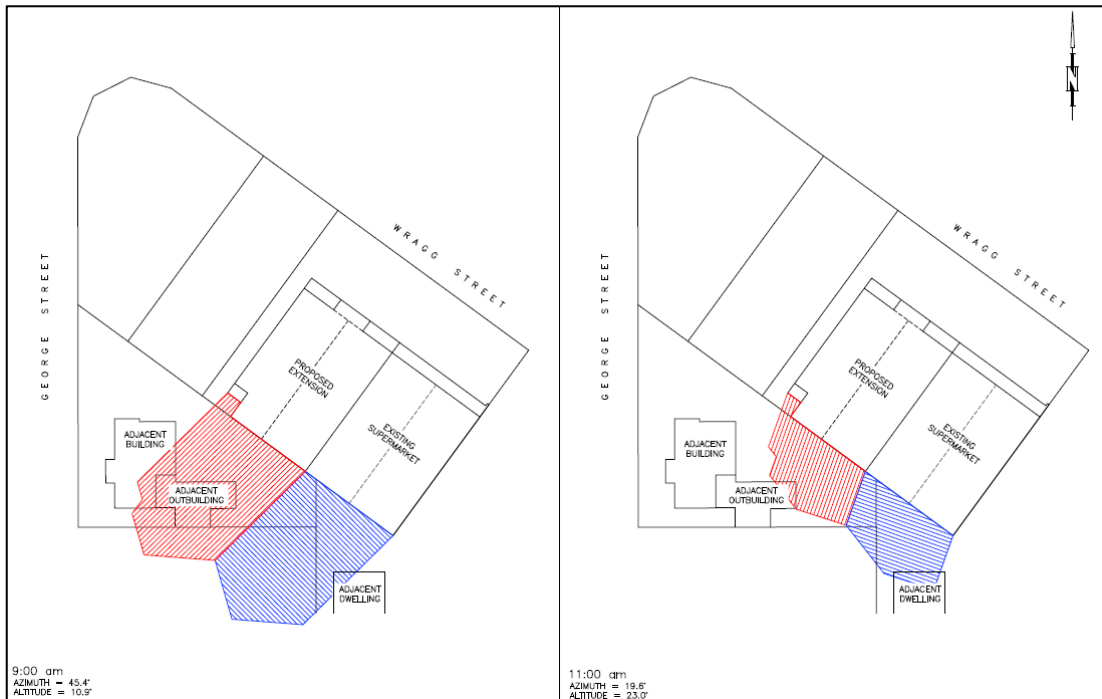 N
WRAGG STREET
GEORGE STREET
PROPOSED
EXTENSION
EXISTING
SUPERMARKET
ADJACENT
BUILDING
ADJACENT
OUTBUILDING
ADJACENT
DWELLING
9:00 am
AZIMUTH = 45.4°
ALTITUDE = 10.9°
N
WRAGG STREET
GEORGE STREET
PROPOSED
EXTENSION
EXISTING
SUPERMARKET
ADJACENT
BUILDING
ADJACENT
OUTBUILDING
ADJACENT
DWELLING
11:00 am
AZIMUTH = 19.6°
ALTITUDE = 23.0°